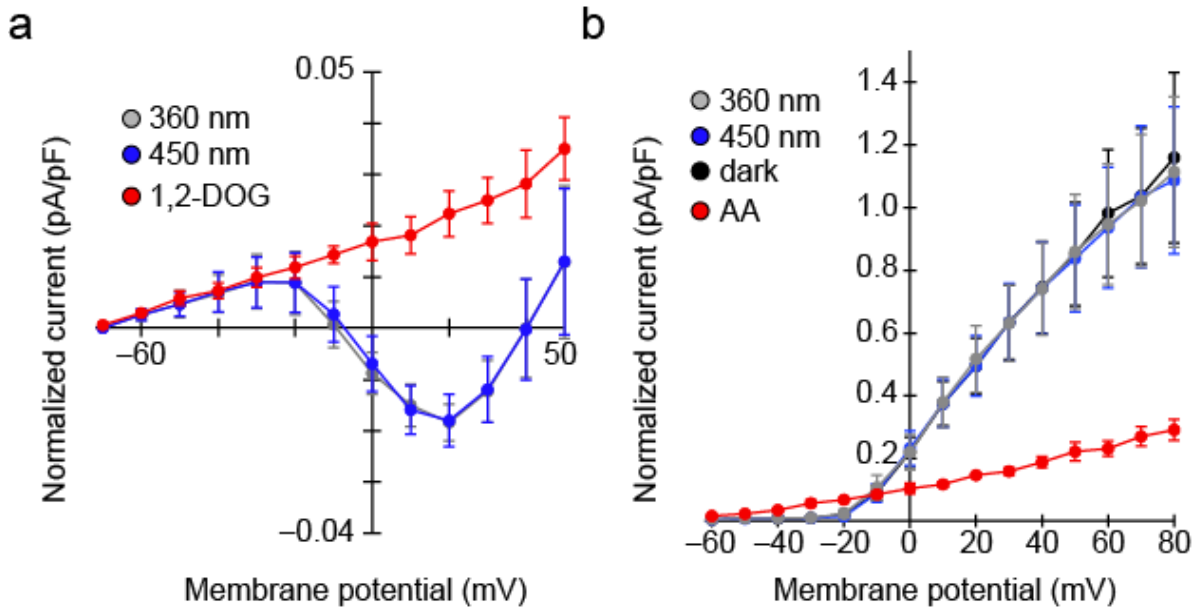 a
0.05
360 nm
450 nm
1,2-DOG
Normalized current (pA/pF)
–60
50
–0.04
Membrane potential (mV)
b
1.4
360 nm
450 nm
1.2
dark
1.0
AA
0.8
0.6
0.4
0.2
Normalized current (pA/pF)
–60 –40 –20 0 20 40 60 80
Membrane potential (mV)